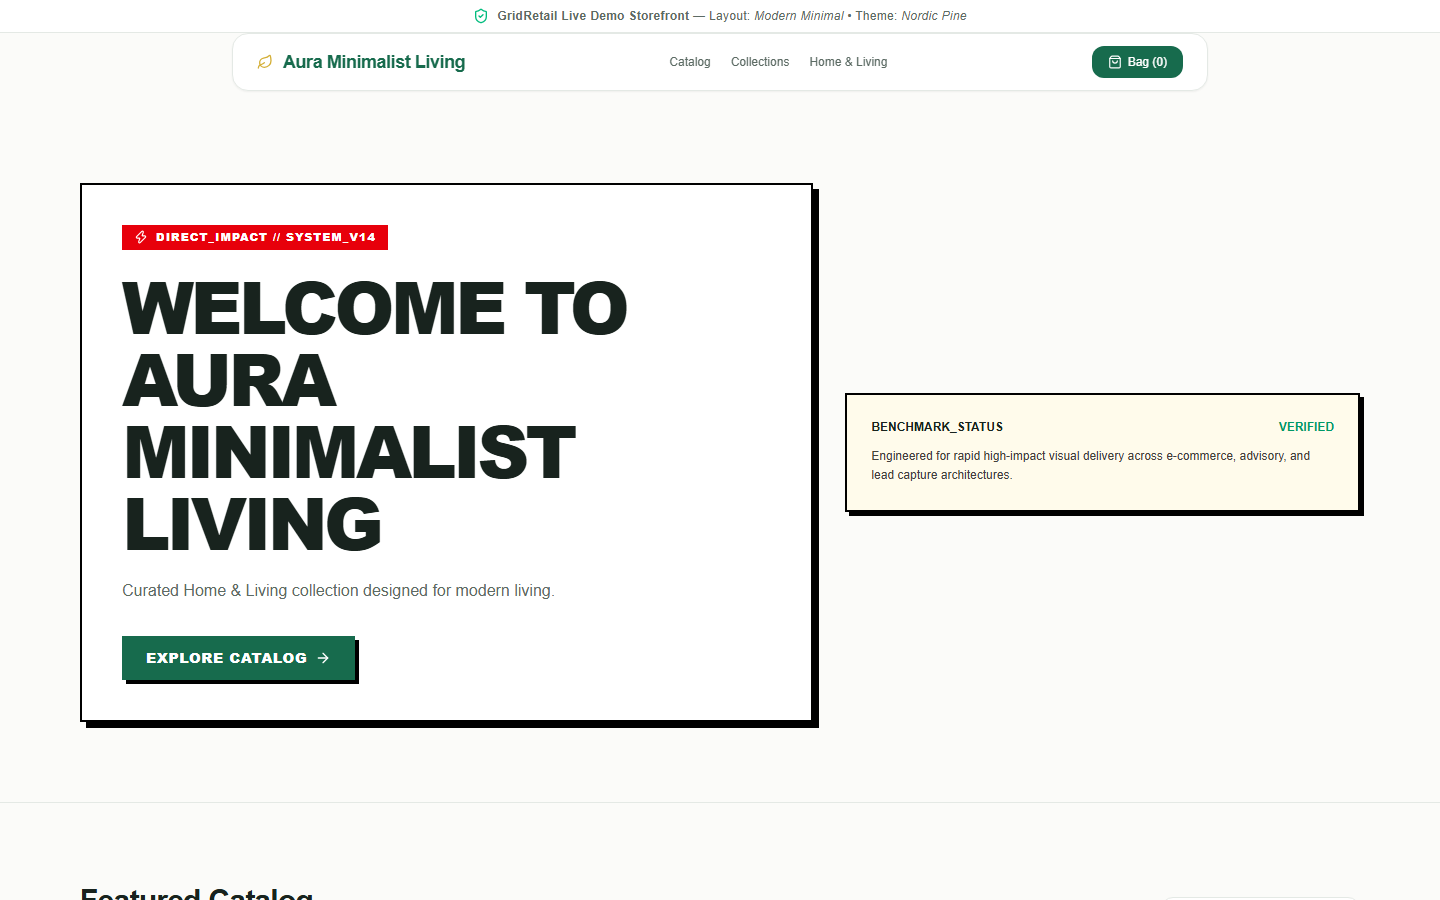 GridRetail Live Demo Storefront — Layout: Modern Minimal • Theme: Nordic Pine
Aura Minimalist Living
Catalog
Collections
Home & Living
Bag (0)
DIRECT_IMPACT // SYSTEM_V14
WELCOME TO
AURA
MINIMALIST
LIVING
Curated Home & Living collection designed for modern living.
EXPLORE CATALOG
BENCHMARK_STATUS
VERIFIED
Engineered for rapid high-impact visual delivery across e-commerce, advisory, and
lead capture architectures.
Featured Catalog